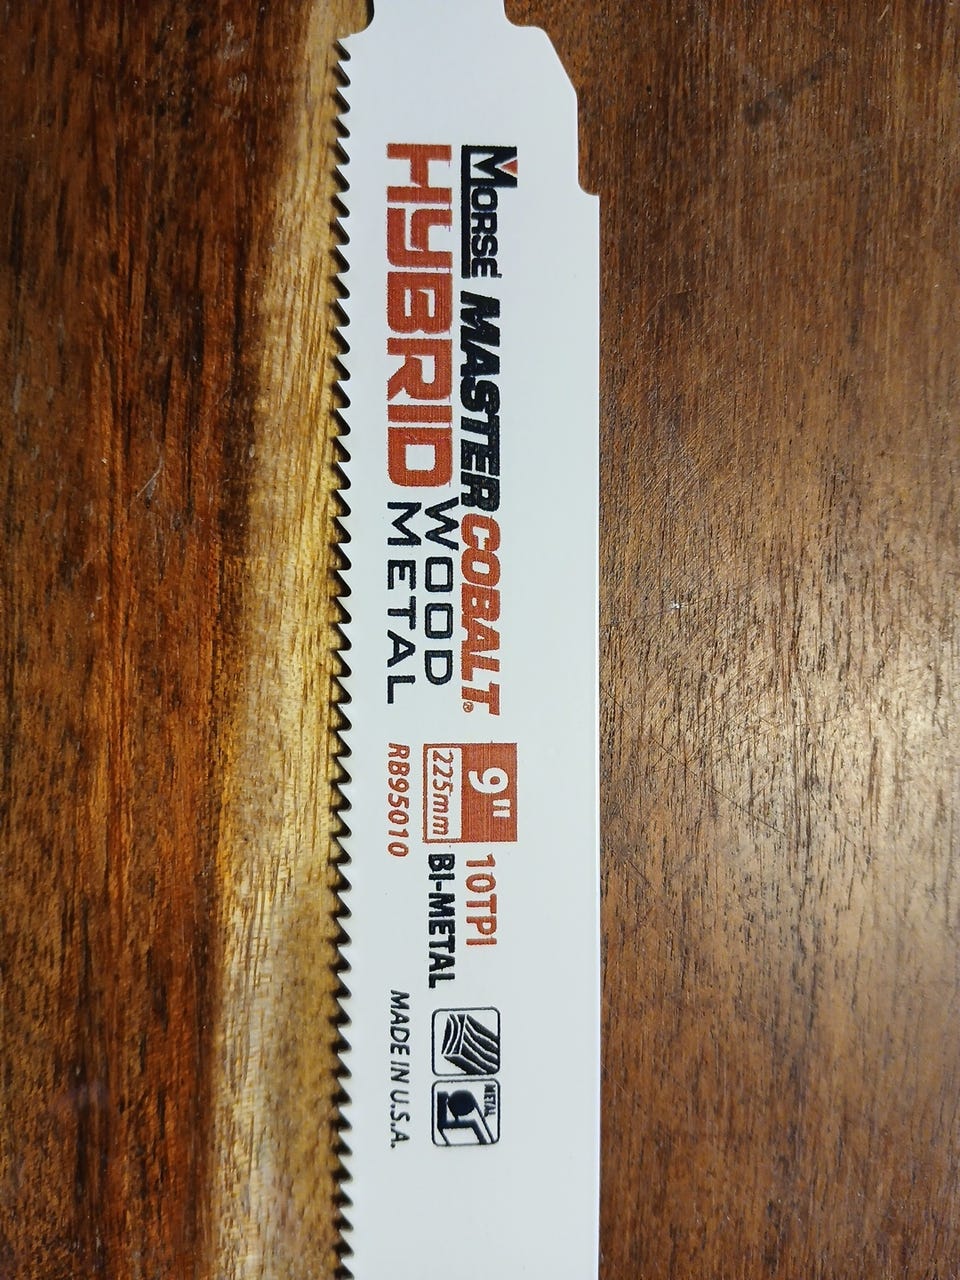 MORSE MASTER COBALT®
HYBRID WOOD METAL
9" 10TPI
225mm BI-METAL
RB95010
MADE IN U.S.A.
METAL